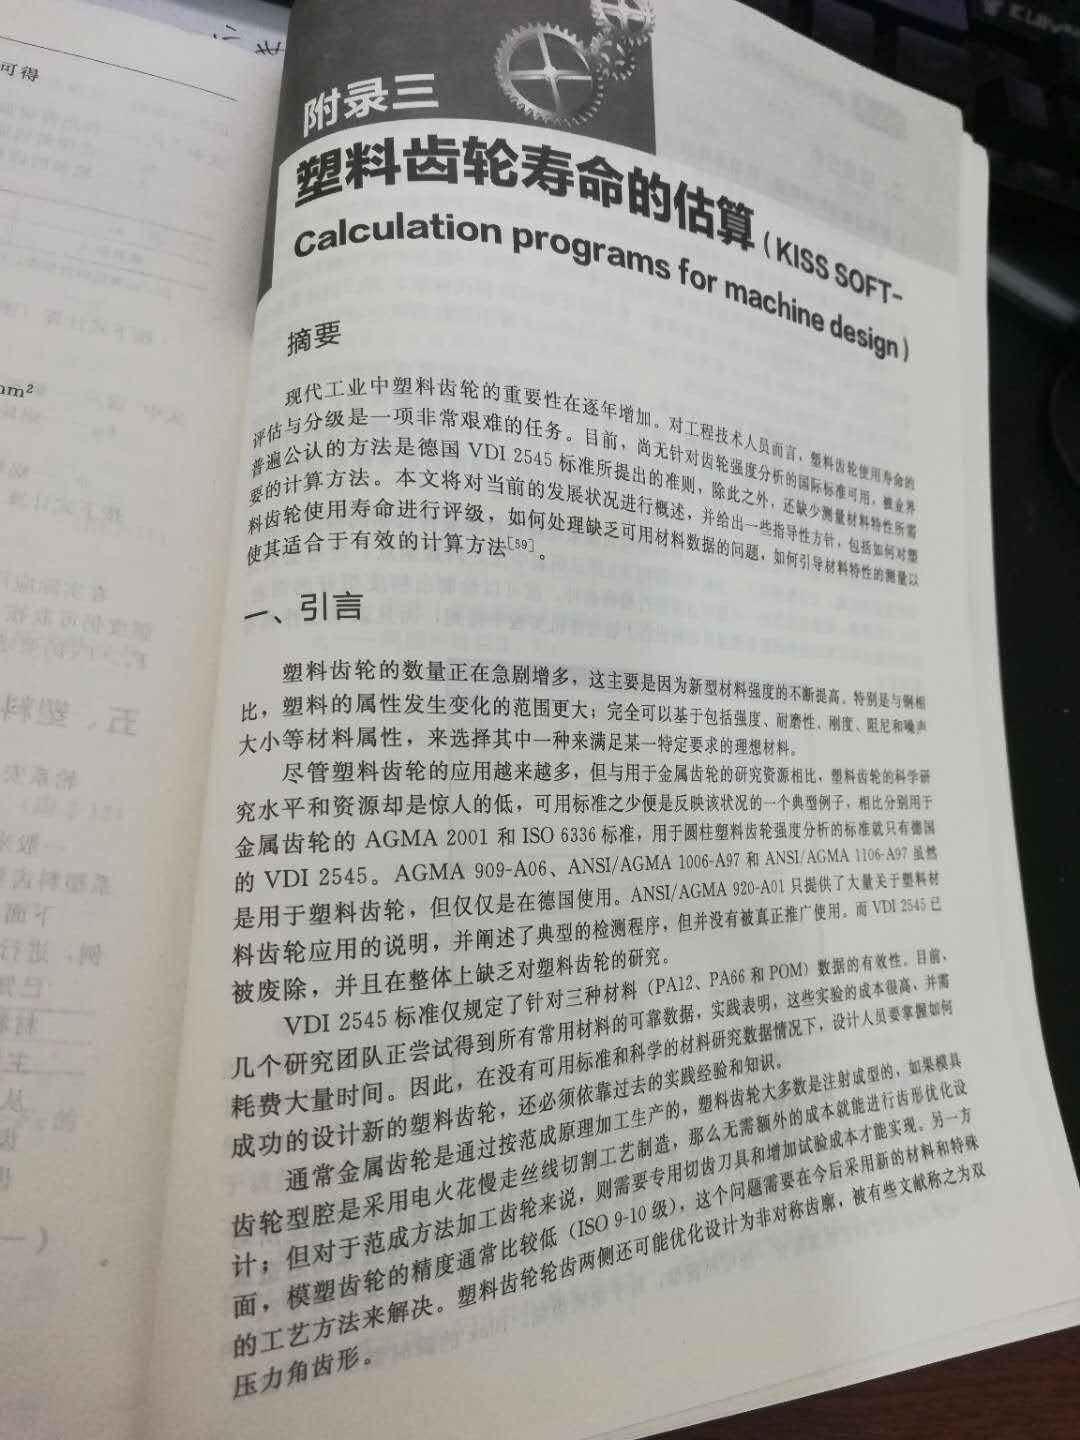 可得
mm²
附录三
塑料齿轮寿命的估算(KISS SOFT-
Calculation programs for machine design)
摘要
现代工业中塑料齿轮的重要性在逐年增加。对工程技术人员而言，塑料齿轮使用寿命的
评估与分级是一项非常艰难的任务。目前，尚无针对齿轮强度分析的国际标准可用，被业界
普遍公认的方法是德国 VDI 2545 标准所提出的准则，除此之外，还缺少测量材料特性所需
要的计算方法。本文将对当前的发展状况进行概述，并给出一些指导性方针，包括如何对塑
料齿轮使用寿命进行评级，如何处理缺乏可用材料数据的问题，如何引导材料特性的测量以
使其适合于有效的计算方法[59]。
一、引言
塑料齿轮的数量正在急剧增多，这主要是因为新型材料强度的不断提高。特别是与钢相
比，塑料的属性发生变化的范围更大；完全可以基于包括强度、耐磨性、刚度、阻尼和噪声
大小等材料属性，来选择其中一种来满足某一特定要求的理想材料。
尽管塑料齿轮的应用越来越多，但与用于金属齿轮的研究资源相比，塑料齿轮的科学研
究水平和资源却是惊人的低，可用标准之少便是反映该状况的一个典型例子，相比分别用于
金属齿轮的 AGMA 2001 和 ISO 6336 标准，用于圆柱塑料齿轮强度分析的标准就只有德国
的 VDI 2545。AGMA 909-A06、ANSI/AGMA 1006-A97 和 ANSI/AGMA 1106-A97 虽然
是用于塑料齿轮，但仅仅是在德国使用。ANSI/AGMA 920-A01 只提供了大量关于塑料材
料齿轮应用的说明，并阐述了典型的检测程序，但并没有被真正推广使用。而 VDI 2545 已
被废除，并且在整体上缺乏对塑料齿轮的研究。
VDI 2545 标准仅规定了针对三种材料（PA12、PA66 和 POM）数据的有效性。目前、
几个研究团队正尝试得到所有常用材料的可靠数据，实践表明，这些实验的成本很高、并需
耗费大量时间。因此，在没有可用标准和科学的材料研究数据情况下，设计人员要掌握如何
成功的设计新的塑料齿轮，还必须依靠过去的实践经验和知识。
通常金属齿轮是通过按范成原理加工生产的，塑料齿轮大多数是注射成型的，如果模具
齿轮型腔是采用电火花慢走丝线切割工艺制造，那么无需额外的成本就能进行齿形优化设
计；但对于范成方法加工齿轮来说，则需要专用切齿刀具和增加试验成本才能实现。另一方
面，模塑齿轮的精度通常比较低（ISO 9-10 级），这个问题需要在今后采用新的材料和特殊
的工艺方法来解决。塑料齿轮轮齿两侧还可能优化设计为非对称齿廓，被有些文献称之为双
压力角齿形。